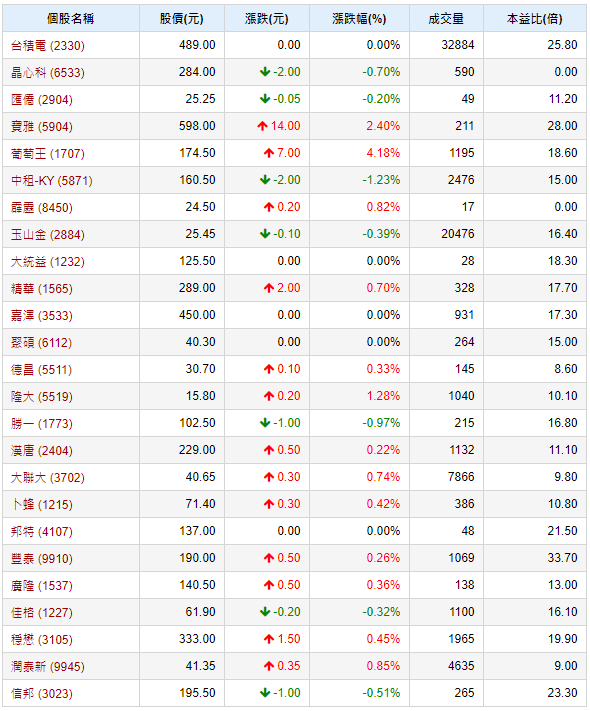 個股名稱 股價(元) 漲跌(元) 漲跌幅(%) 成交量 本益比(倍)
台積電 (2330) 489.00 0.00 0.00% 32884 25.80
晶心科 (6533) 284.00 -2.00 -0.70% 590 0.00
匯僑 (2904) 25.25 -0.05 -0.20% 49 11.20
寶雅 (5904) 598.00 14.00 2.40% 211 28.00
葡萄王 (1707) 174.50 7.00 4.18% 1195 18.60
中租-KY (5871) 160.50 -2.00 -1.23% 2476 15.00
霹靂 (8450) 24.50 0.20 0.82% 17 0.00
玉山金 (2884) 25.45 -0.10 -0.39% 20476 16.40
大統益 (1232) 125.50 0.00 0.00% 28 18.30
精華 (1565) 289.00 2.00 0.70% 328 17.70
嘉澤 (3533) 450.00 0.00 0.00% 931 17.30
聚碩 (6112) 40.30 0.00 0.00% 264 15.00
德昌 (5511) 30.70 0.10 0.33% 145 8.60
隆大 (5519) 15.80 0.20 1.28% 1040 10.10
勝一 (1773) 102.50 -1.00 -0.97% 215 16.80
漢唐 (2404) 229.00 0.50 0.22% 1132 11.10
大聯大 (3702) 40.65 0.30 0.74% 7866 9.80
卜蜂 (1215) 71.40 0.30 0.42% 386 10.80
邦特 (4107) 137.00 0.00 0.00% 48 21.50
豐泰 (9910) 190.00 0.50 0.26% 1069 33.70
廣隆 (1537) 140.50 0.50 0.36% 138 13.00
佳格 (1227) 61.90 -0.20 -0.32% 1100 16.10
穩懋 (3105) 333.00 1.50 0.45% 1965 19.90
潤泰新 (9945) 41.35 0.35 0.85% 4635 9.00
信邦 (3023) 195.50 -1.00 -0.51% 265 23.30